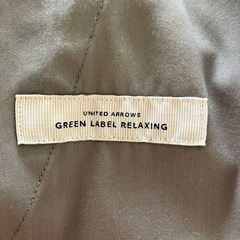 UNITED ARROWS
GREEN LABEL RELAXING